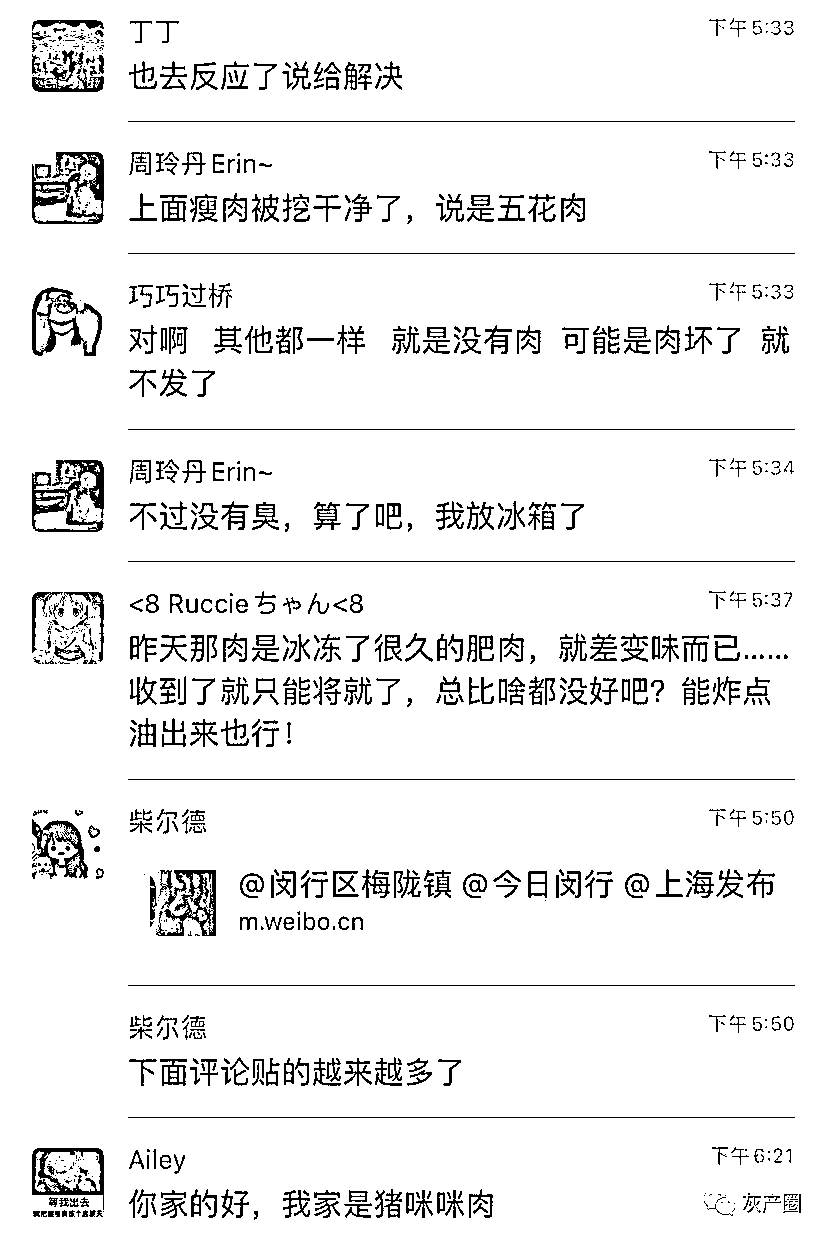 丁丁
下午5:33
也去反应了说给解决
周玲丹Erin~
下午5:33
上面瘦肉被挖干净了，说是五花肉
巧巧过桥
下午5:33
对啊 其他都一样 就是没有肉 可能是肉坏了 就
不发了
周玲丹Erin~
下午5:34
不过没有臭，算了吧，我放冰箱了
<8 Ruccieちゃん<8
下午5:37
昨天那肉是冰冻了很久的肥肉，就差变味而已……
收到了就只能将就了，总比啥都没好吧？能炸点
油出来也行！
柴尔德
下午5:50
@闵行区梅陇镇 @今日闵行 @上海发布
m.weibo.cn
柴尔德
下午5:50
下面评论贴的越来越多了
Ailey
下午6:21
你家的好，我家是猪咪咪肉
等我出去
灰产圈